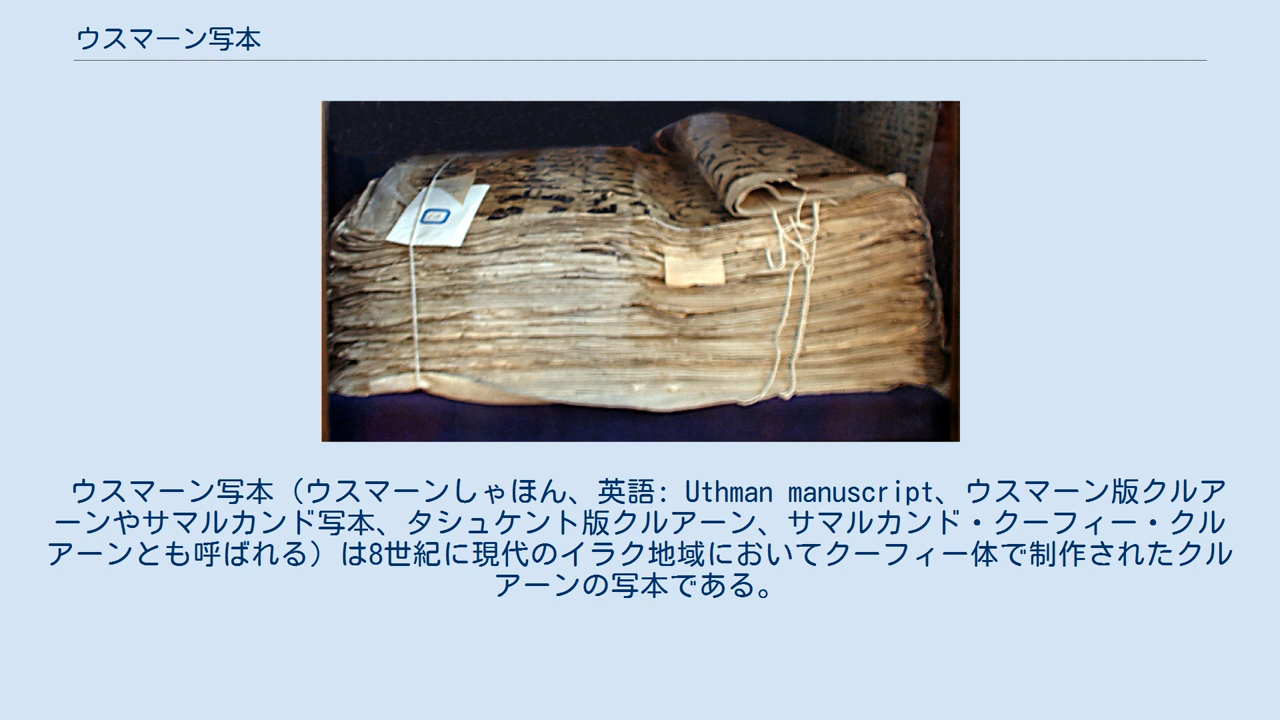 ウスマーン写本
ウスマーン写本（ウスマーンしゃほん、英語: Uthman manuscript、ウスマーン版クルア
ーンやサマルカンド写本、タシュケント版クルアーン、サマルカンド・クーフィー・クル
アーンとも呼ばれる）は8世紀に現代のイラク地域においてクーフィー体で制作されたクル
アーンの写本である。